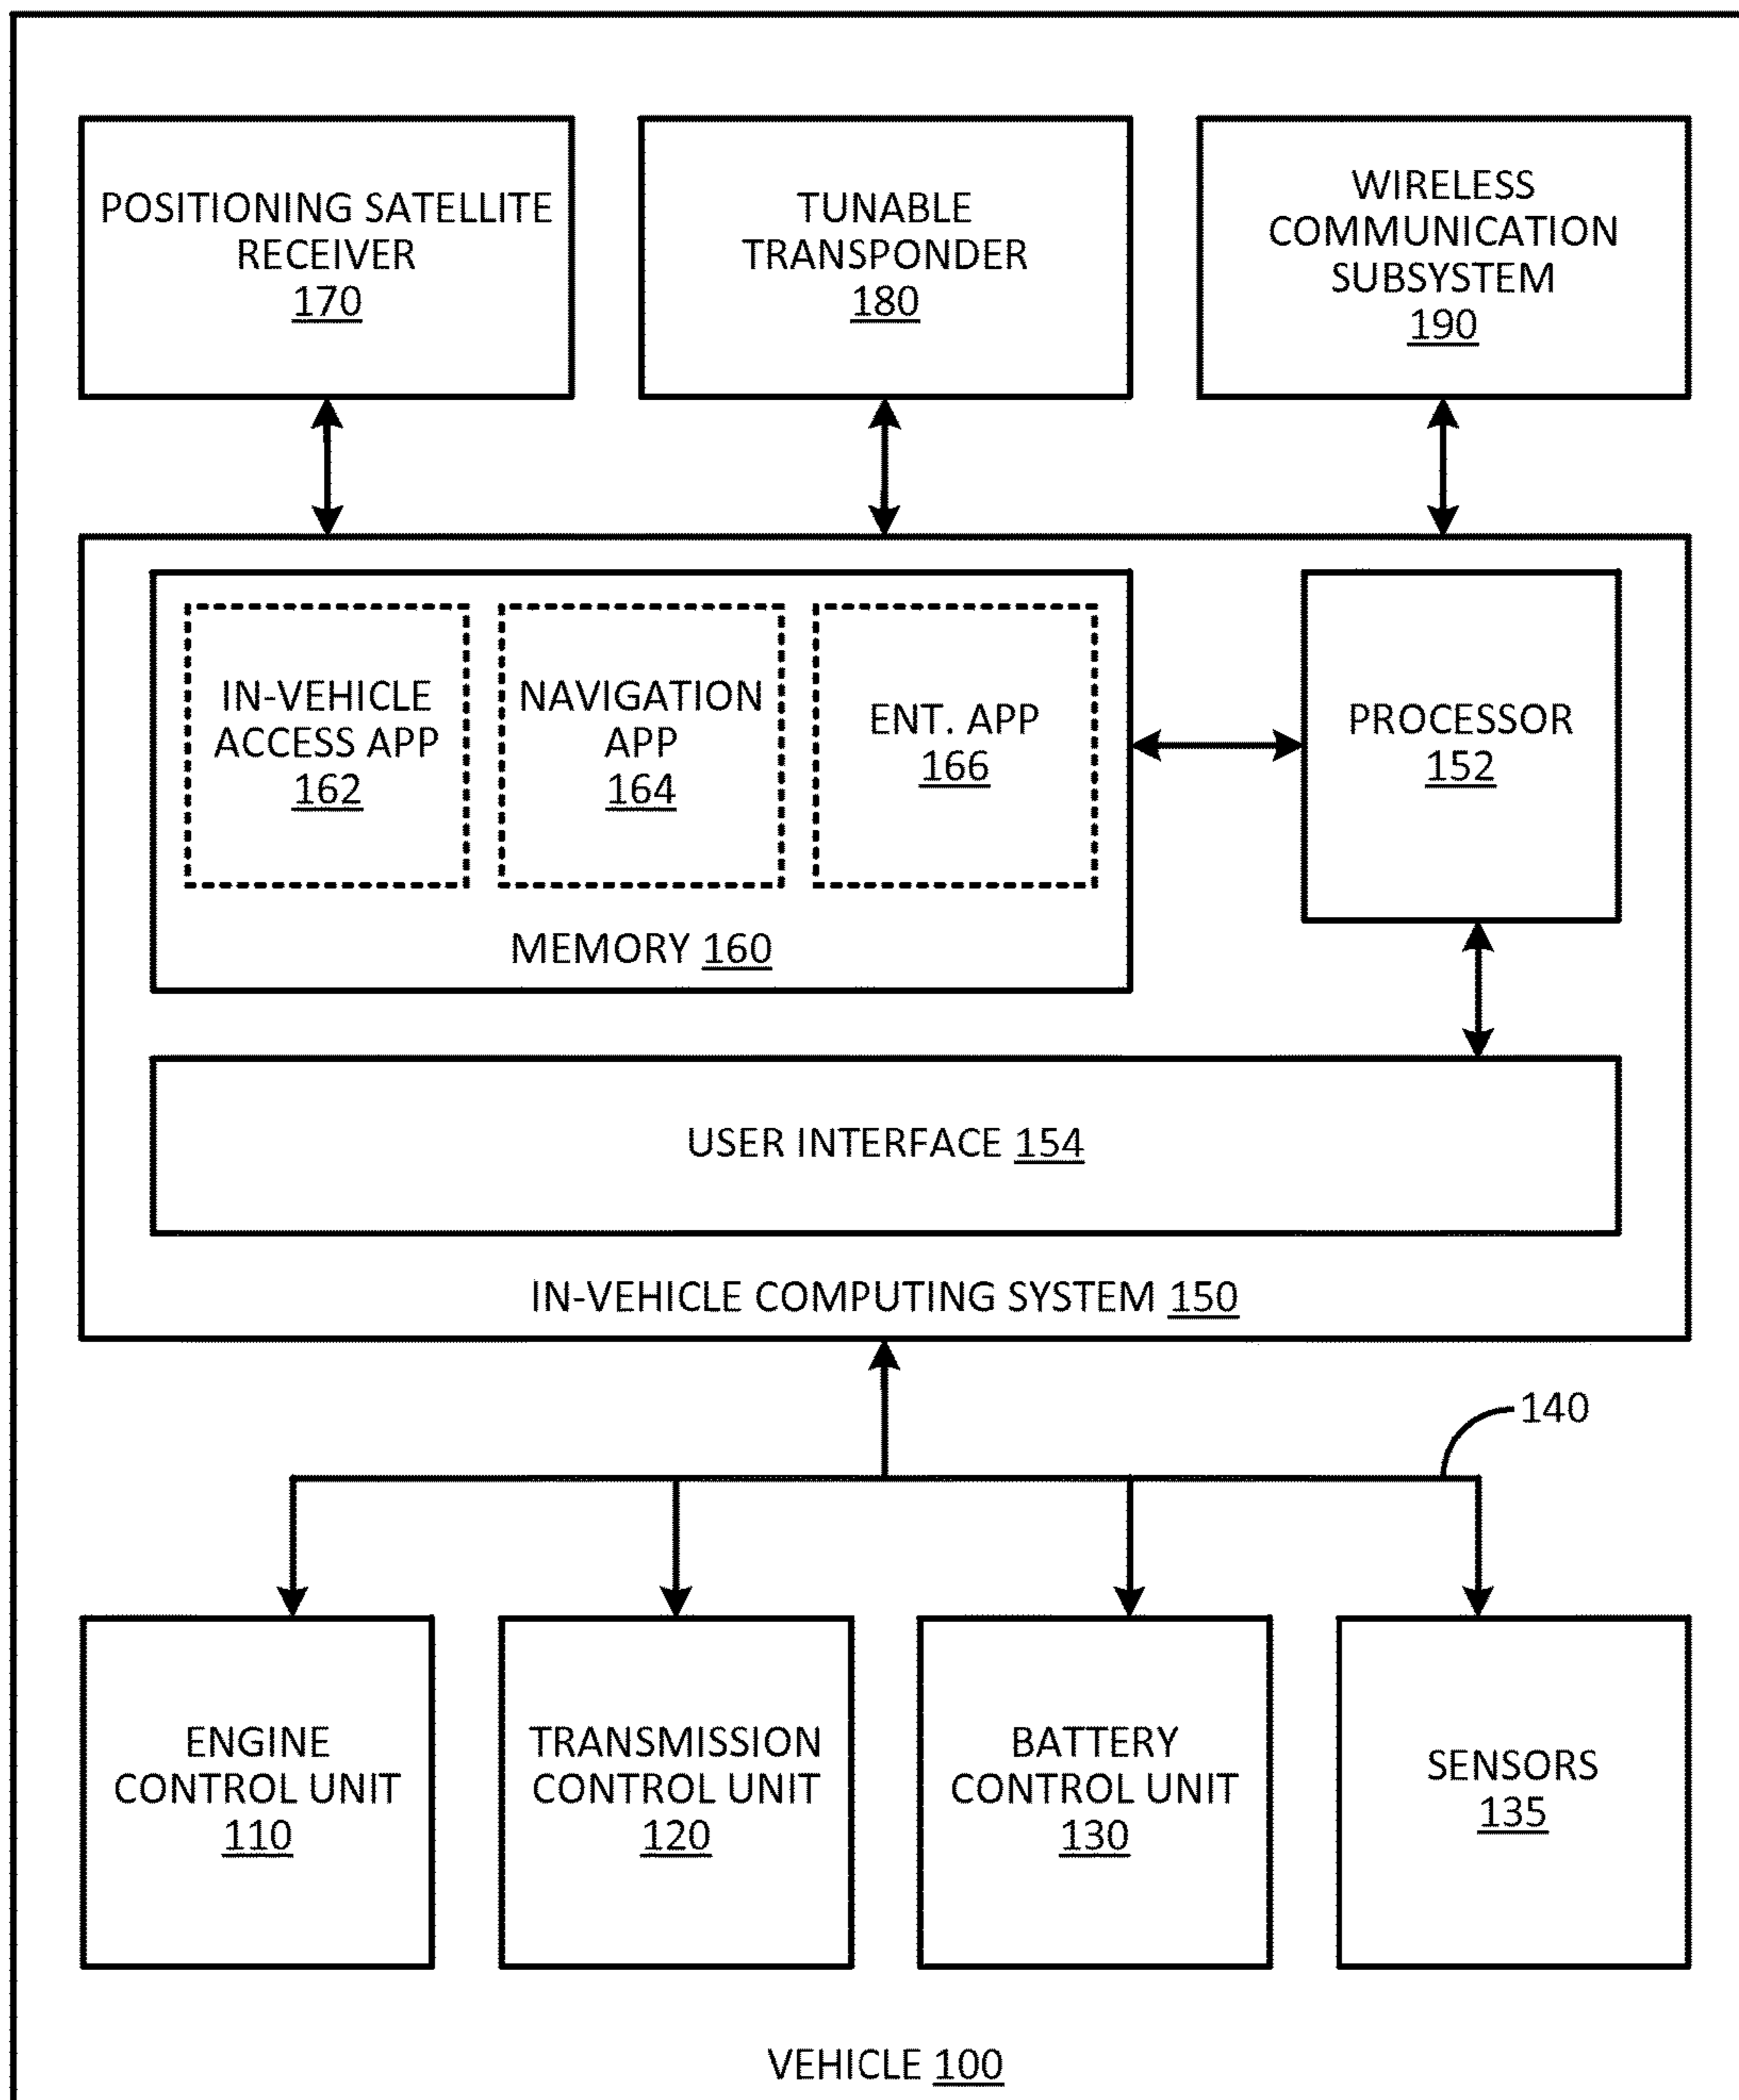 POSITIONING SATELLITE
RECEIVER
170
TUNABLE
TRANSPONDER
180
WIRELESS
COMMUNICATION
SUBSYSTEM
190
IN-VEHICLE
ACCESS APP
162
NAVIGATION
APP
164
ENT. APP
166
PROCESSOR
152
MEMORY 160
USER INTERFACE 154
IN-VEHICLE COMPUTING SYSTEM 150
140
ENGINE
CONTROL UNIT
110
TRANSMISSION
CONTROL UNIT
120
BATTERY
CONTROL UNIT
130
SENSORS
135
VEHICLE 100